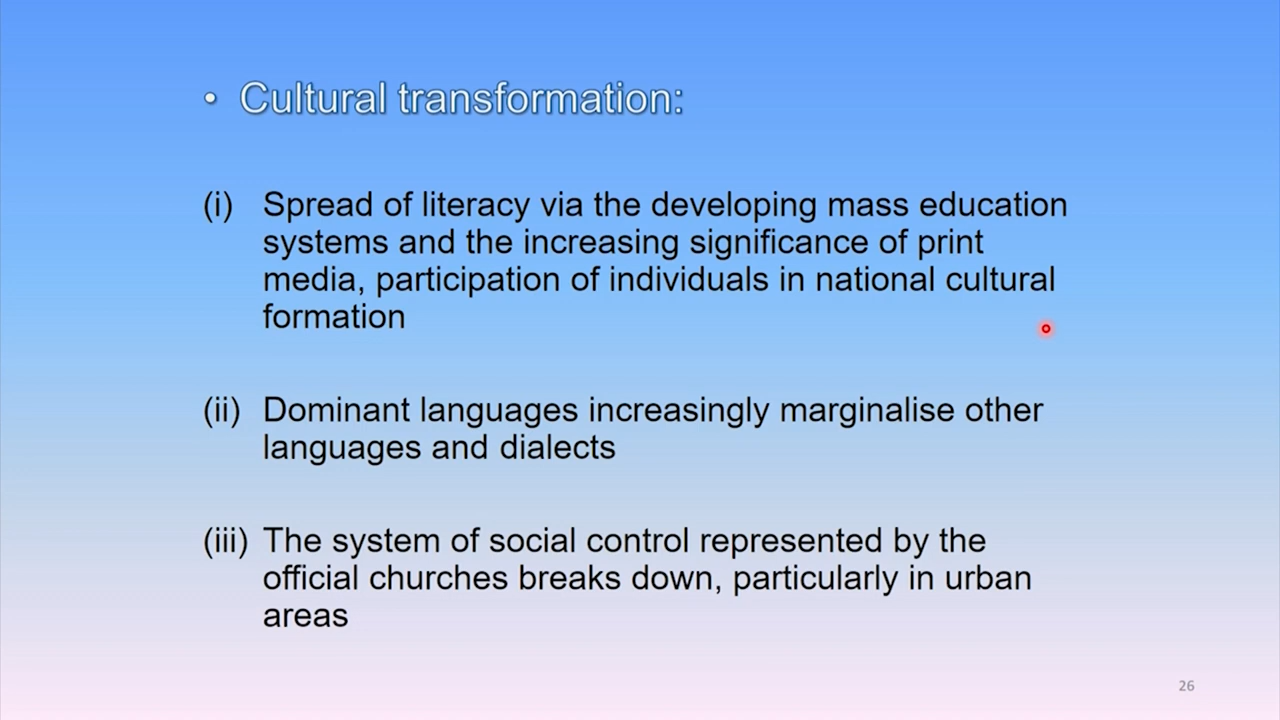 • Cultural transformation:
(i) Spread of literacy via the developing mass education
systems and the increasing significance of print
media, participation of individuals in national cultural
formation
(ii) Dominant languages increasingly marginalise other
languages and dialects
(iii) The system of social control represented by the
official churches breaks down, particularly in urban
areas
26